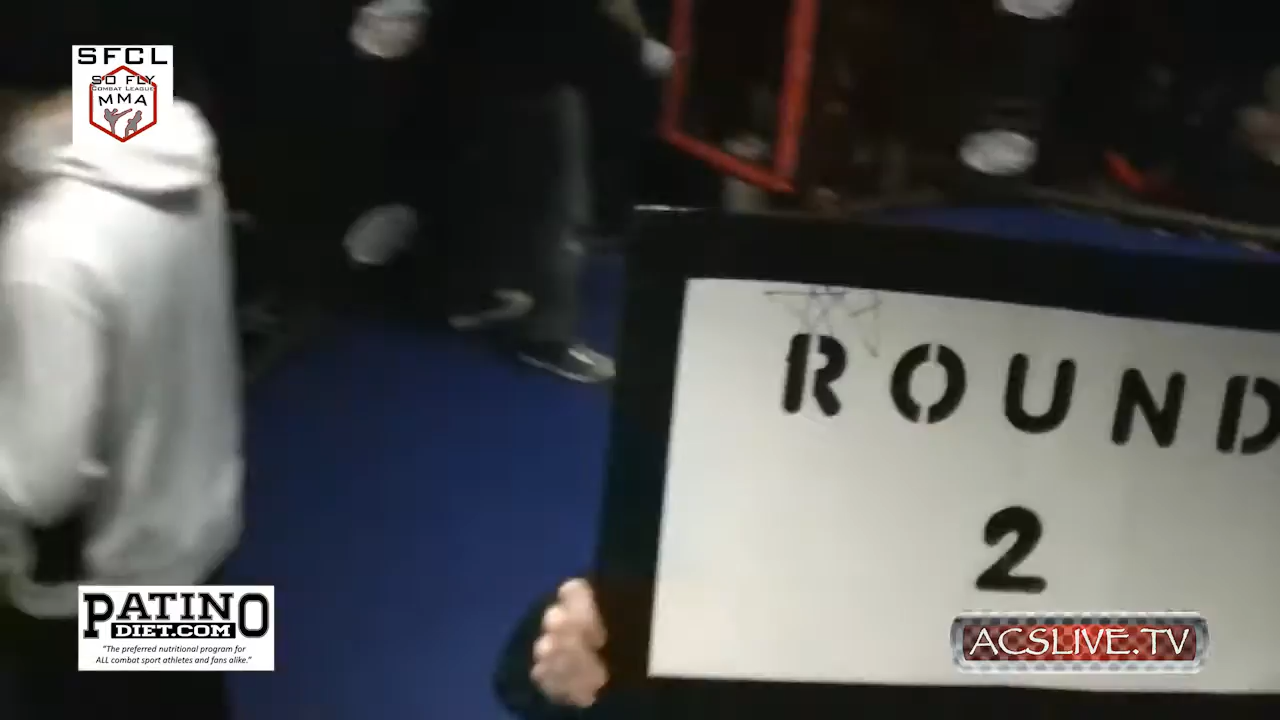 SFCL
SO FLY
COMBAT LEAGUE
MMA
ROUND
2
PATINO
DIET.COM
"The preferred nutritional program for
ALL combat sport athletes and fans alike."
ACSLIVE.TV